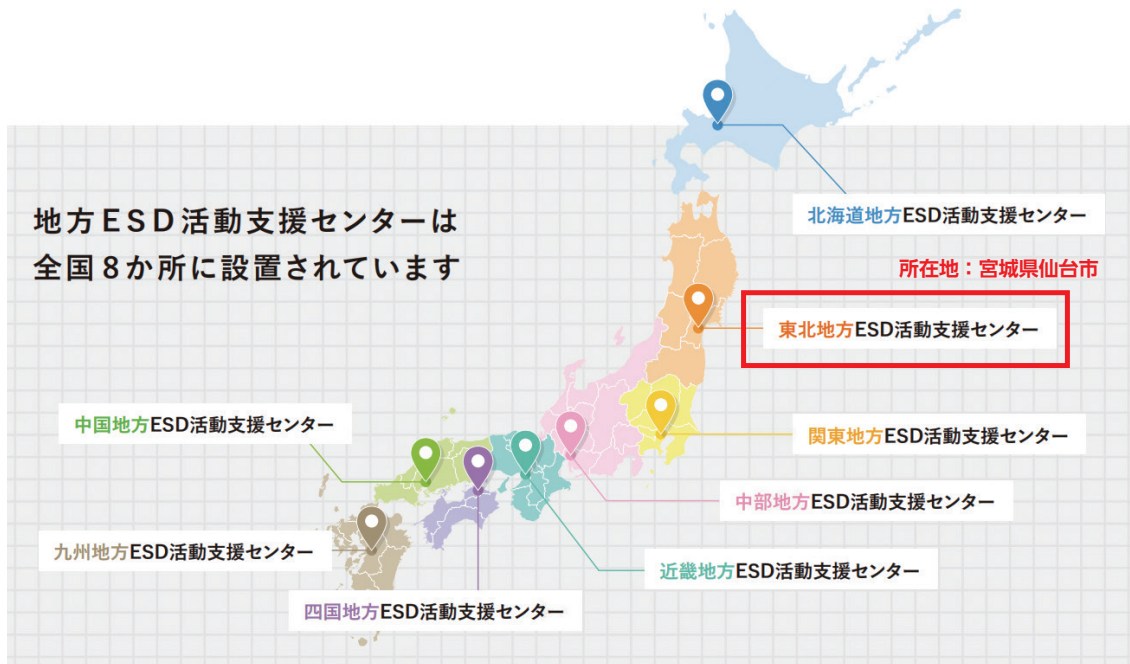 北海道地方ESD活動支援センター
地方ESD活動支援センターは
全国8か所に設置されています
所在地：宮城県仙台市
東北地方ESD活動支援センター
中国地方ESD活動支援センター
関東地方ESD活動支援センター
中部地方ESD活動支援センター
九州地方ESD活動支援センター
近畿地方ESD活動支援センター
四国地方ESD活動支援センター